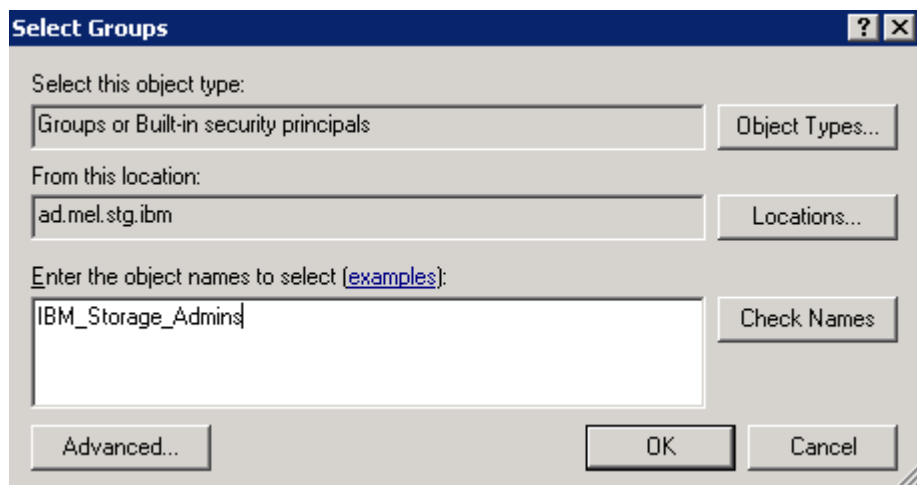 Select Groups
Select this object type:
Groups or Built-in security principals
Object Types...
From this location:
ad.mel.stg.ibm
Locations...
Enter the object names to select (examples):
IBM_Storage_Admins
Check Names
Advanced...
OK
Cancel